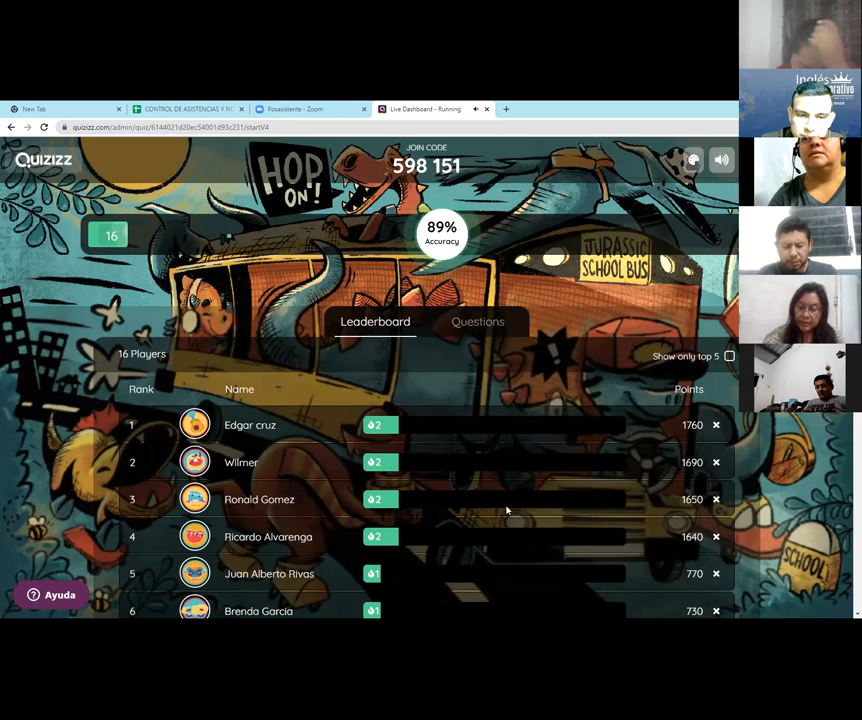 New Tab
CONTROL DE ASISTENCIAS Y NO
Posasistente - Zoom
Live Dashboard - Running
quizizz.com/admin/quiz/6144021d20ec54001d93c231/startV4
QUIZIZZ
HOP
ON!
JOIN CODE
598 151
16
89%
Accuracy
JURASSIC
SCHOOL BUS
Leaderboard
Questions
16 Players
Show only top 5
Rank
Name
Points
1 Edgar cruz 2 1760
2 Wilmer 2 1690
3 Ronald Gomez 2 1650
4 Ricardo Alvarenga 2 1640
5 Juan Alberto Rivas 1 770
6 Brenda García 1 730
SCHOOL
Ayuda
Inglés